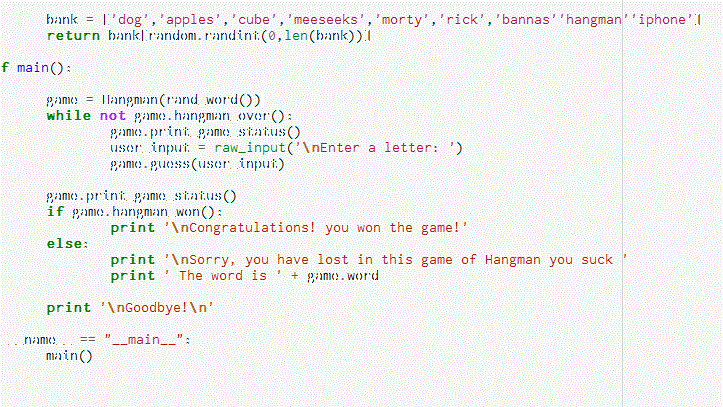 bank = ['dog','apples','cube','meeseeks','morty','rick','bannas''hangman''iphone']
return bank[random.randint(0,len(bank))]
f main():
game = Hangman(rand_word())
while not game.hangman_over():
game.print_game_status()
user_input = raw_input('\nEnter a letter: ')
game.guess(user_input)
game.print_game_status()
if game.hangman_won():
print '\nCongratulations! you won the game!'
else:
print '\nSorry, you have lost in this game of Hangman you suck '
print ' The word is ' + game.word
print '\nGoodbye!\n'
__name__ == "__main__":
main()